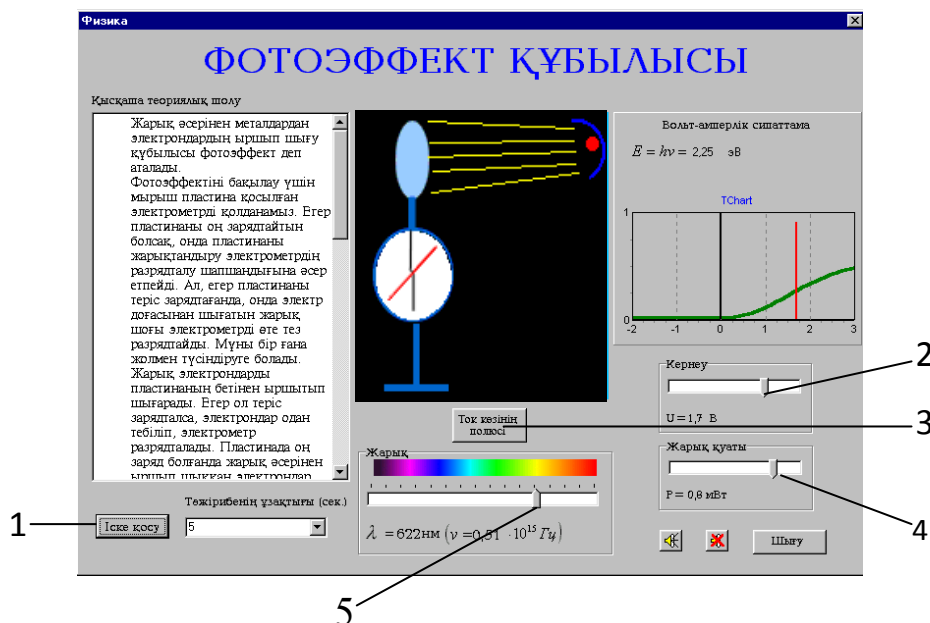 Физика
ФОТОЭФФЕКТ ҚҰБЫЛЫСЫ
Қысқаша теориялық шолу
Жарық әсерінен металдардан
электрондардың ыршып шығу
құбылысы фотоэффект деп
аталады.
Фотоэффектіні бақылау үшін
мырыш пластина қосылған
электрометрді қолданамыз. Егер
пластинаны оң зарядтайтын
болсақ, онда пластинаны
жарықтандыру электрометрдің
разрядталу шапшандығына әсер
етпейді. Ал, егер пластинаны
теріс зарядтағанда, онда электр
доғасынан шығатын жарық
шоғы электрометрді өте тез
разрядтайды. Мұны бір ғана
жолмен түсіндіруге болады.
Жарық электрондарды
пластинаның бетінен ыршытып
шығарады. Егер ол теріс
зарядталса, электрондар одан
тебіліп, электрометр
разрядталады. Пластинада оң
заряд болғанда жарық әсерінен
ыршып шыққан электрондар
Вольт-амперлік сипаттама
E = hν = 2,25 эВ
TChart
1
0
-2 -1 0 1 2 3
Кернеу
U = 1,7 В
2
Ток көзінің
полюсі
3
Жарық қуаты
P = 0,8 мВт
4
Жарық
λ = 622нм (ν = 0,51 · 10¹⁵ Гц)
5
Тәжірибенің ұзақтығы (сек.)
1
Іске қосу
5
Шығу